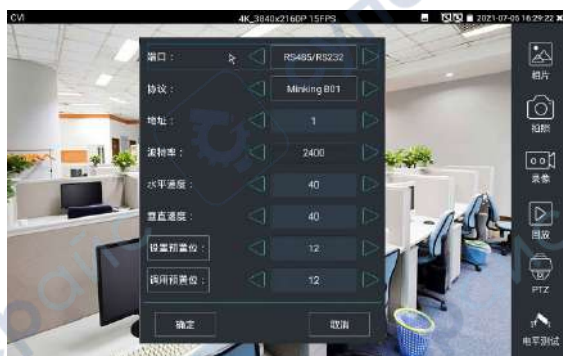 CVI 4K_3840x2160P 15FPS 2021-07-05 16:29:22
端口: RS485/RS232
协议: Minking B01
地址: 1
波特率: 2400
水平速度: 40
垂直速度: 40
设置预置位: 12
调用预置位: 12
确定 取消
相片
拍照
录像
回放
PTZ
电平测试